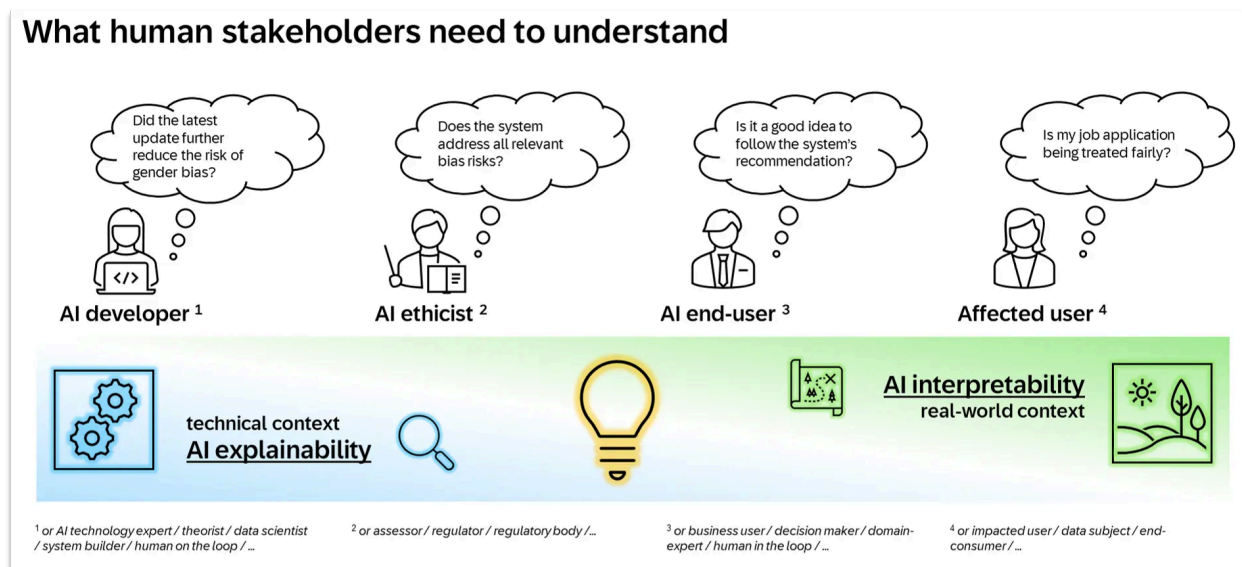 What human stakeholders need to understand
Did the latest
update further
reduce the risk of
gender bias?
Does the system
address all relevant
bias risks?
Is it a good idea to
follow the system's
recommendation?
Is my job application
being treated fairly?
</>
AI developer ¹
AI ethicist ²
AI end-user ³
Affected user ⁴
technical context
AI explainability
AI interpretability
real-world context
¹ or AI technology expert / theorist / data scientist
/ system builder / human on the loop / ...
² or assessor / regulator / regulatory body /...
³ or business user / decision maker / domain-
expert / human in the loop / ...
⁴ or impacted user / data subject / end-
consumer / ...